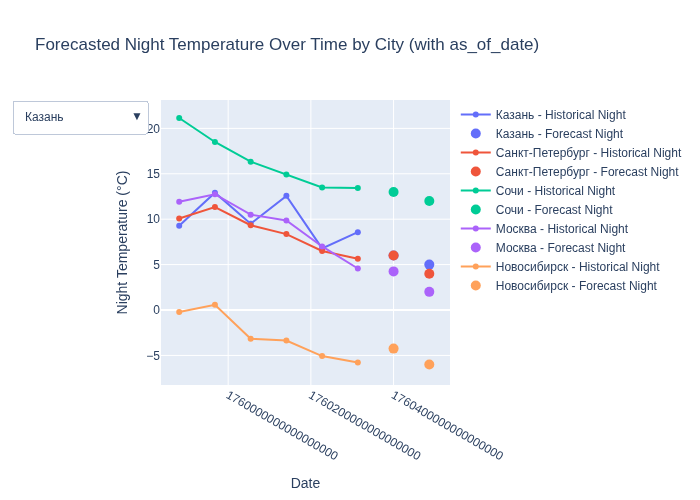 Forecasted Night Temperature Over Time by City (with as_of_date)
Казань
▼
20
15
10
5
0
−5
Night Temperature (°C)
1760000000000000000
1760200000000000000
1760400000000000000
Date
Казань - Historical Night
Казань - Forecast Night
Санкт-Петербург - Historical Night
Санкт-Петербург - Forecast Night
Сочи - Historical Night
Сочи - Forecast Night
Москва - Historical Night
Москва - Forecast Night
Новосибирск - Historical Night
Новосибирск - Forecast Night